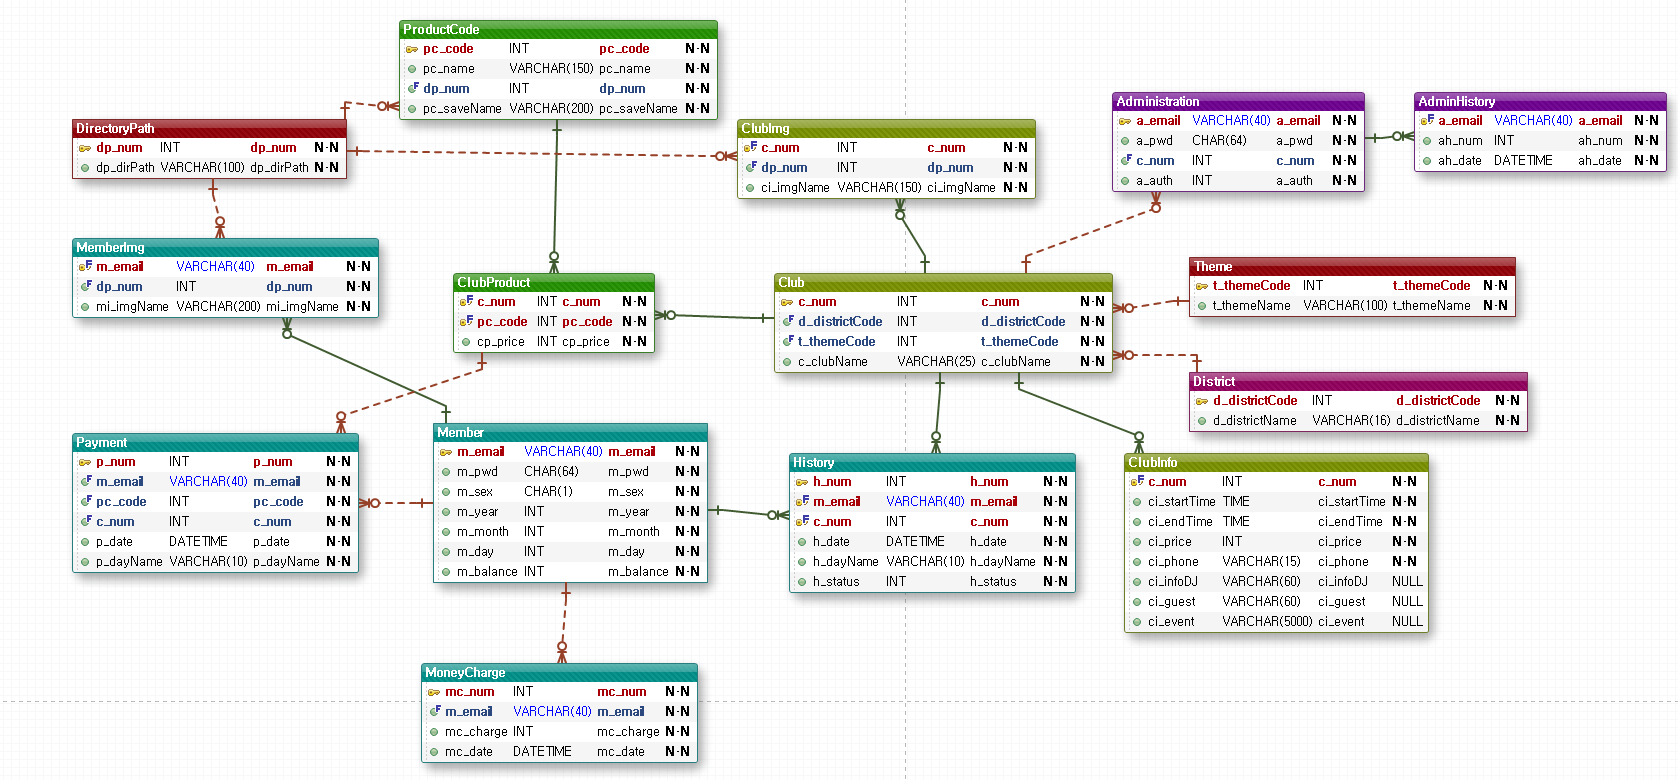 ProductCode
pc_code INT pc_code N-N
pc_name VARCHAR(150) pc_name N-N
dp_num INT dp_num N-N
pc_saveName VARCHAR(200) pc_saveName N-N
DirectoryPath
dp_num INT dp_num N-N
dp_dirPath VARCHAR(100) dp_dirPath N-N
ClubImg
c_num INT c_num N-N
dp_num INT dp_num N-N
ci_imgName VARCHAR(150) ci_imgName N-N
Administration
a_email VARCHAR(40) a_email N-N
a_pwd CHAR(64) a_pwd N-N
c_num INT c_num N-N
a_auth INT a_auth N-N
AdminHistory
a_email VARCHAR(40) a_email N-N
ah_num INT ah_num N-N
ah_date DATETIME ah_date N-N
MemberImg
m_email VARCHAR(40) m_email N-N
dp_num INT dp_num N-N
mi_imgName VARCHAR(200) mi_imgName N-N
ClubProduct
c_num INT c_num N-N
pc_code INT pc_code N-N
cp_price INT cp_price N-N
Club
c_num INT c_num N-N
d_districtCode INT d_districtCode N-N
t_themeCode INT t_themeCode N-N
c_clubName VARCHAR(25) c_clubName N-N
Theme
t_themeCode INT t_themeCode N-N
t_themeName VARCHAR(100) t_themeName N-N
District
d_districtCode INT d_districtCode N-N
d_districtName VARCHAR(16) d_districtName N-N
Payment
p_num INT p_num N-N
m_email VARCHAR(40) m_email N-N
pc_code INT pc_code N-N
c_num INT c_num N-N
p_date DATETIME p_date N-N
p_dayName VARCHAR(10) p_dayName N-N
Member
m_email VARCHAR(40) m_email N-N
m_pwd CHAR(64) m_pwd N-N
m_sex CHAR(1) m_sex N-N
m_year INT m_year N-N
m_month INT m_month N-N
m_day INT m_day N-N
m_balance INT m_balance N-N
History
h_num INT h_num N-N
m_email VARCHAR(40) m_email N-N
c_num INT c_num N-N
h_date DATETIME h_date N-N
h_dayName VARCHAR(10) h_dayName N-N
h_status INT h_status N-N
ClubInfo
c_num INT c_num N-N
ci_startTime TIME ci_startTime N-N
ci_endTime TIME ci_endTime N-N
ci_price INT ci_price N-N
ci_phone VARCHAR(15) ci_phone N-N
ci_infoDJ VARCHAR(60) ci_infoDJ NULL
ci_guest VARCHAR(60) ci_guest NULL
ci_event VARCHAR(5000) ci_event NULL
MoneyCharge
mc_num INT mc_num N-N
m_email VARCHAR(40) m_email N-N
mc_charge INT mc_charge N-N
mc_date DATETIME mc_date N-N